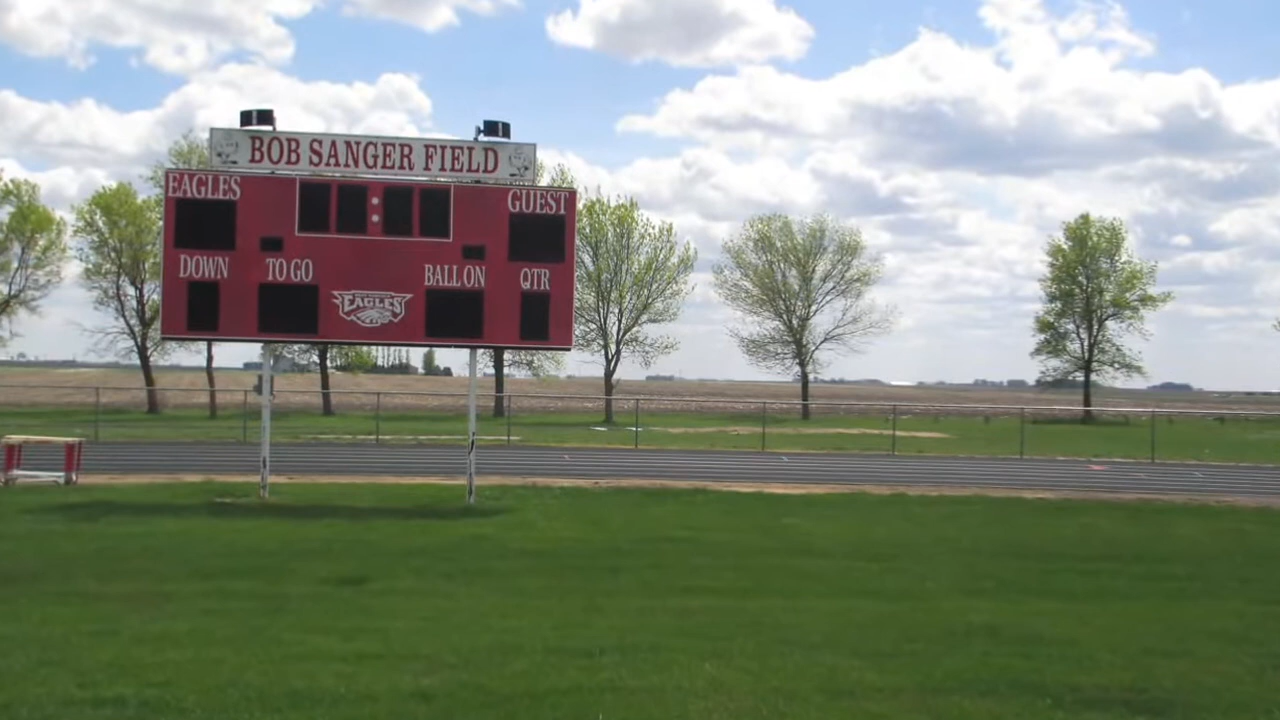 BOB SANGER FIELD
EAGLES
GUEST
DOWN
TO GO
BALL ON
QTR
EAGLES